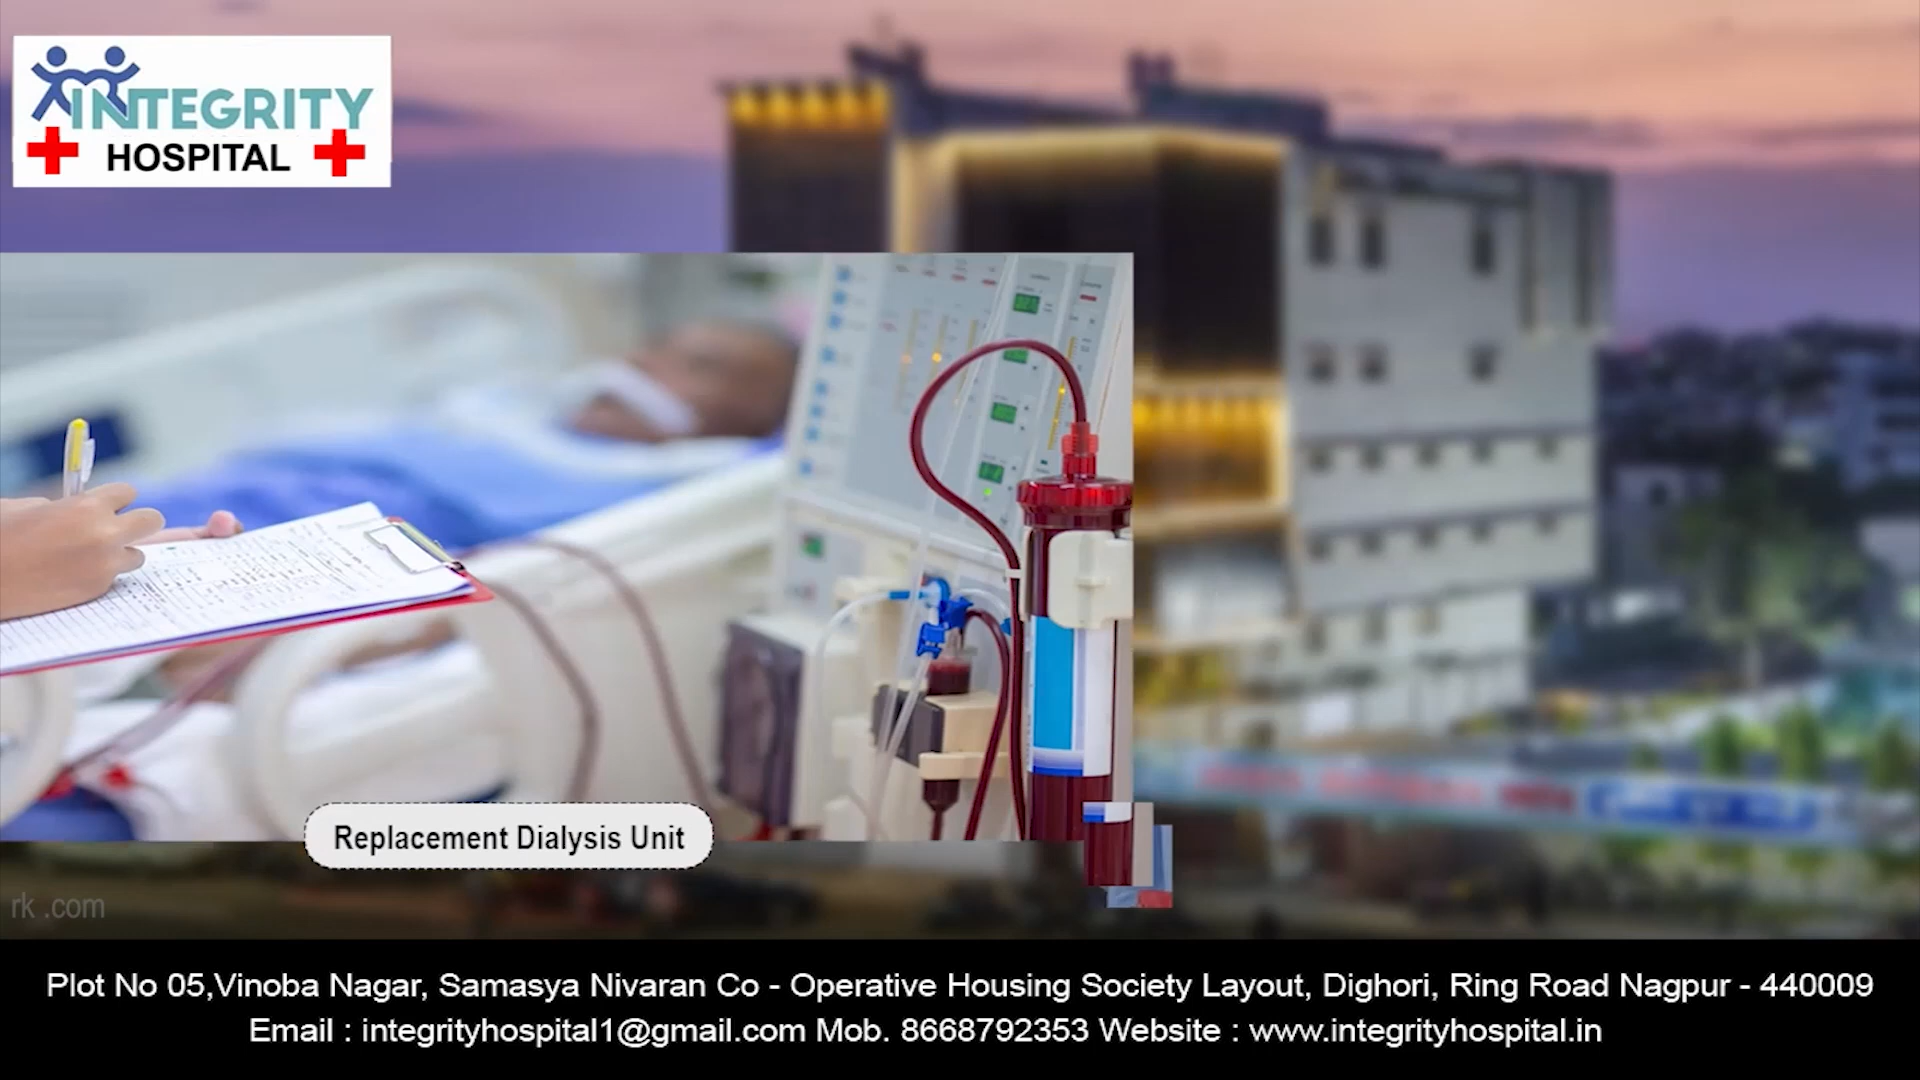 INTEGRITY
HOSPITAL
Replacement Dialysis Unit
rk .com
Plot No 05,Vinoba Nagar, Samasya Nivaran Co - Operative Housing Society Layout, Dighori, Ring Road Nagpur - 440009
Email : integrityhospital1@gmail.com Mob. 8668792353 Website : www.integrityhospital.in